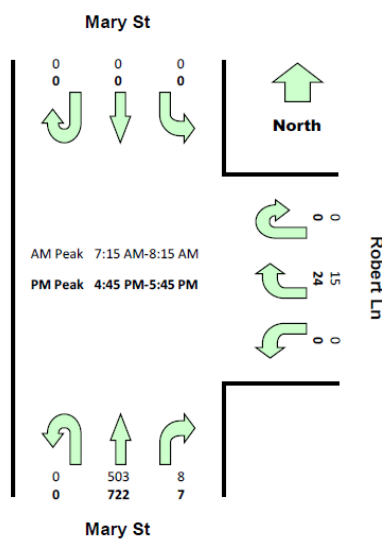 Mary St
0 0 0
0 0 0
North
0 0
AM Peak 7:15 AM-8:15 AM
PM Peak 4:45 PM-5:45 PM
24 15
Robert Ln
0 0
0 503 8
0 722 7
Mary St